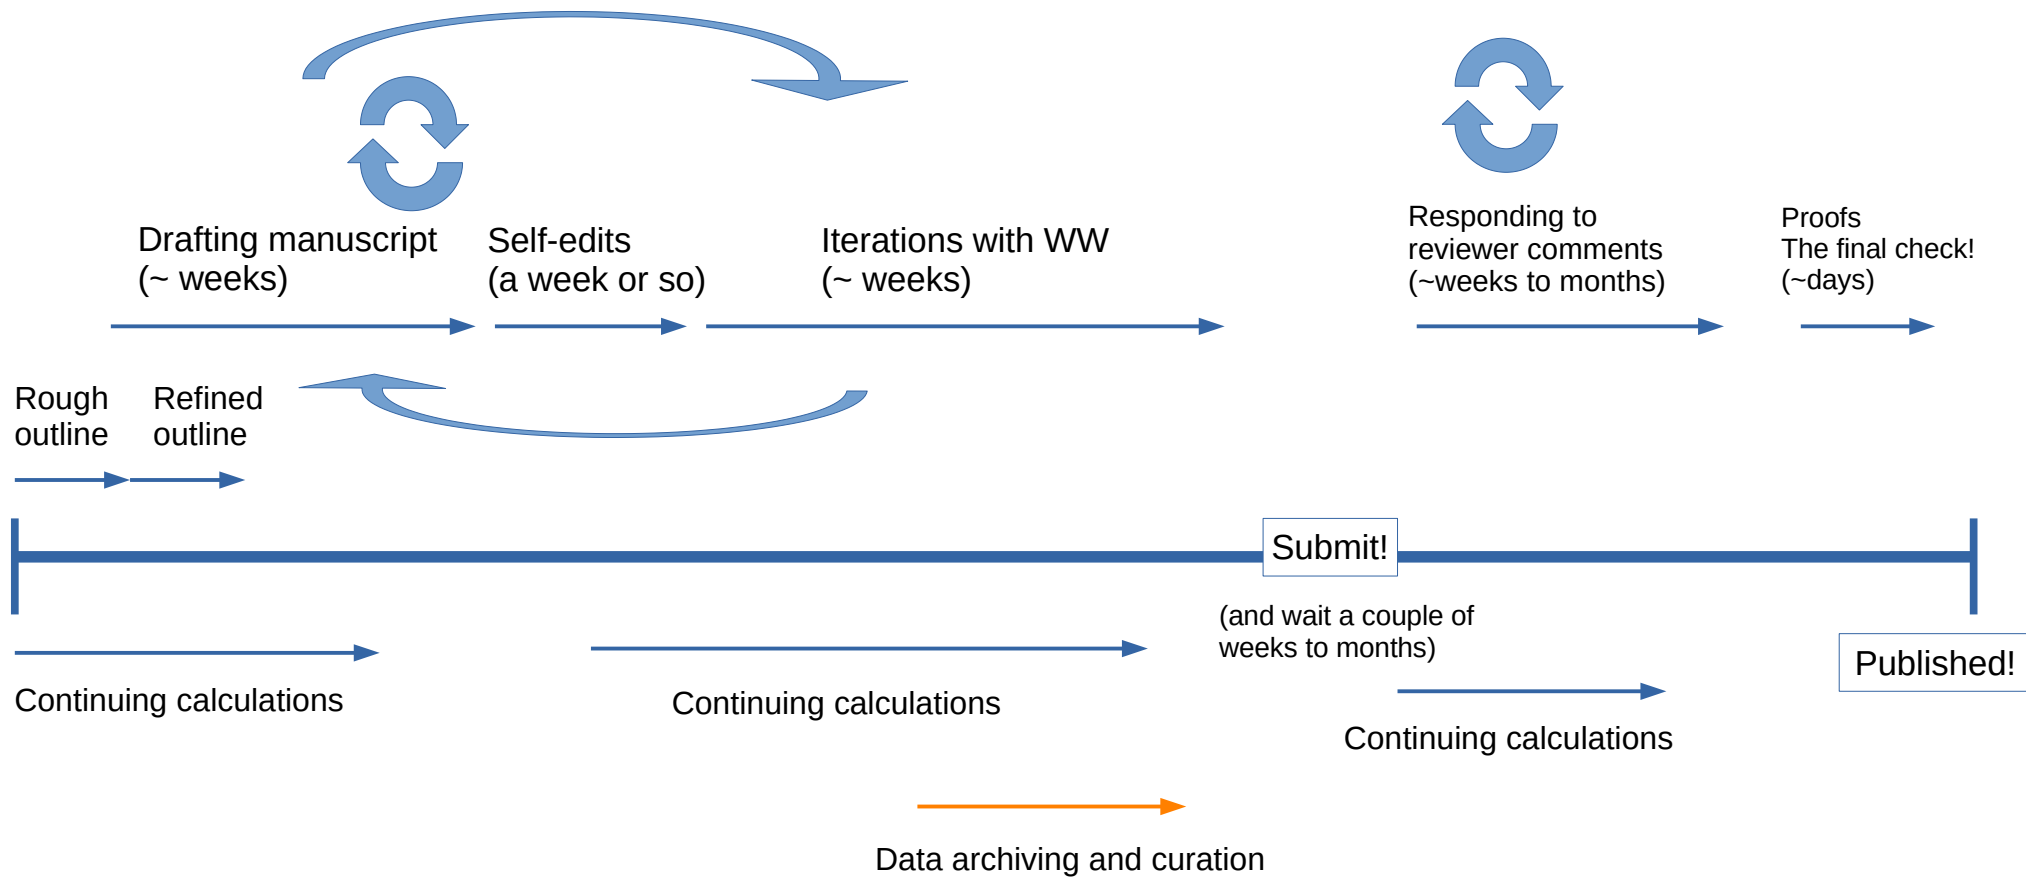 Drafting manuscript
(~ weeks)
Self-edits
(a week or so)
Iterations with WW
(~ weeks)
Responding to
reviewer comments
(~weeks to months)
Proofs
The final check!
(~days)
Rough
outline
Refined
outline
Submit!
(and wait a couple of
weeks to months)
Published!
Continuing calculations
Continuing calculations
Continuing calculations
Data archiving and curation